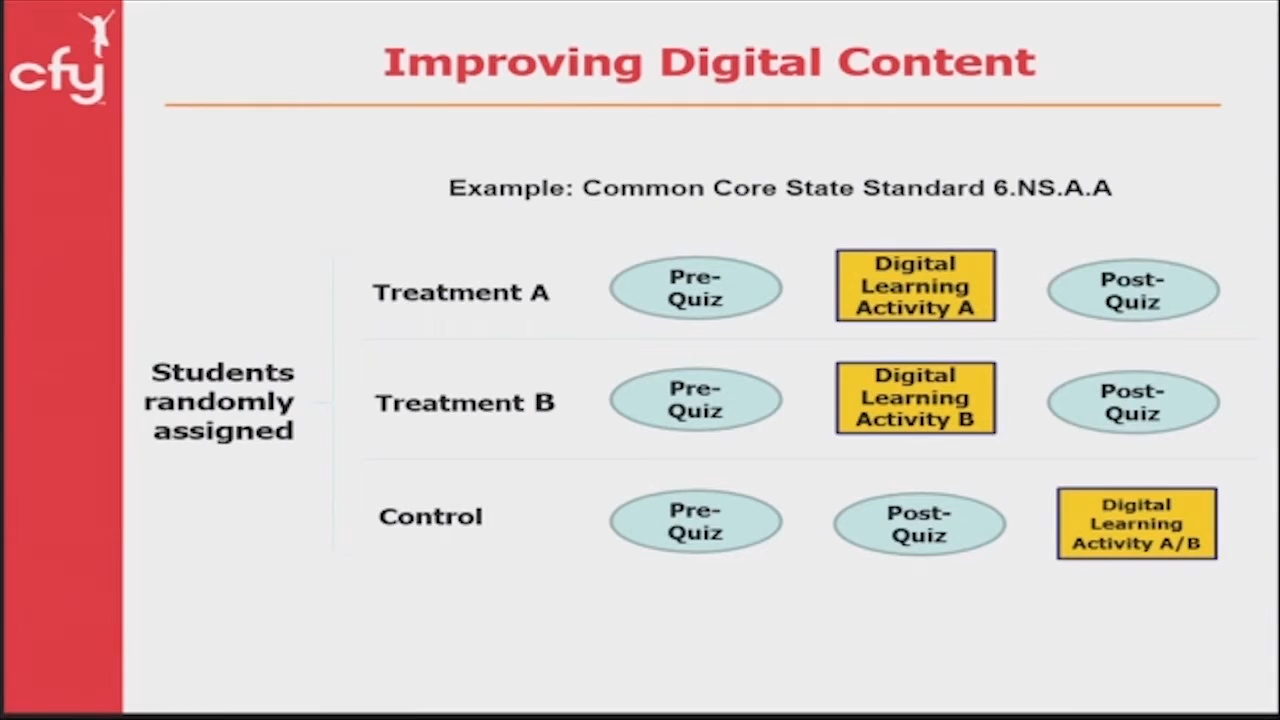 cfy
Improving Digital Content
Example: Common Core State Standard 6.NS.A.A
Students
randomly
assigned
Treatment A
Pre-
Quiz
Digital
Learning
Activity A
Post-
Quiz
Treatment B
Pre-
Quiz
Digital
Learning
Activity B
Post-
Quiz
Control
Pre-
Quiz
Post-
Quiz
Digital
Learning
Activity A/B